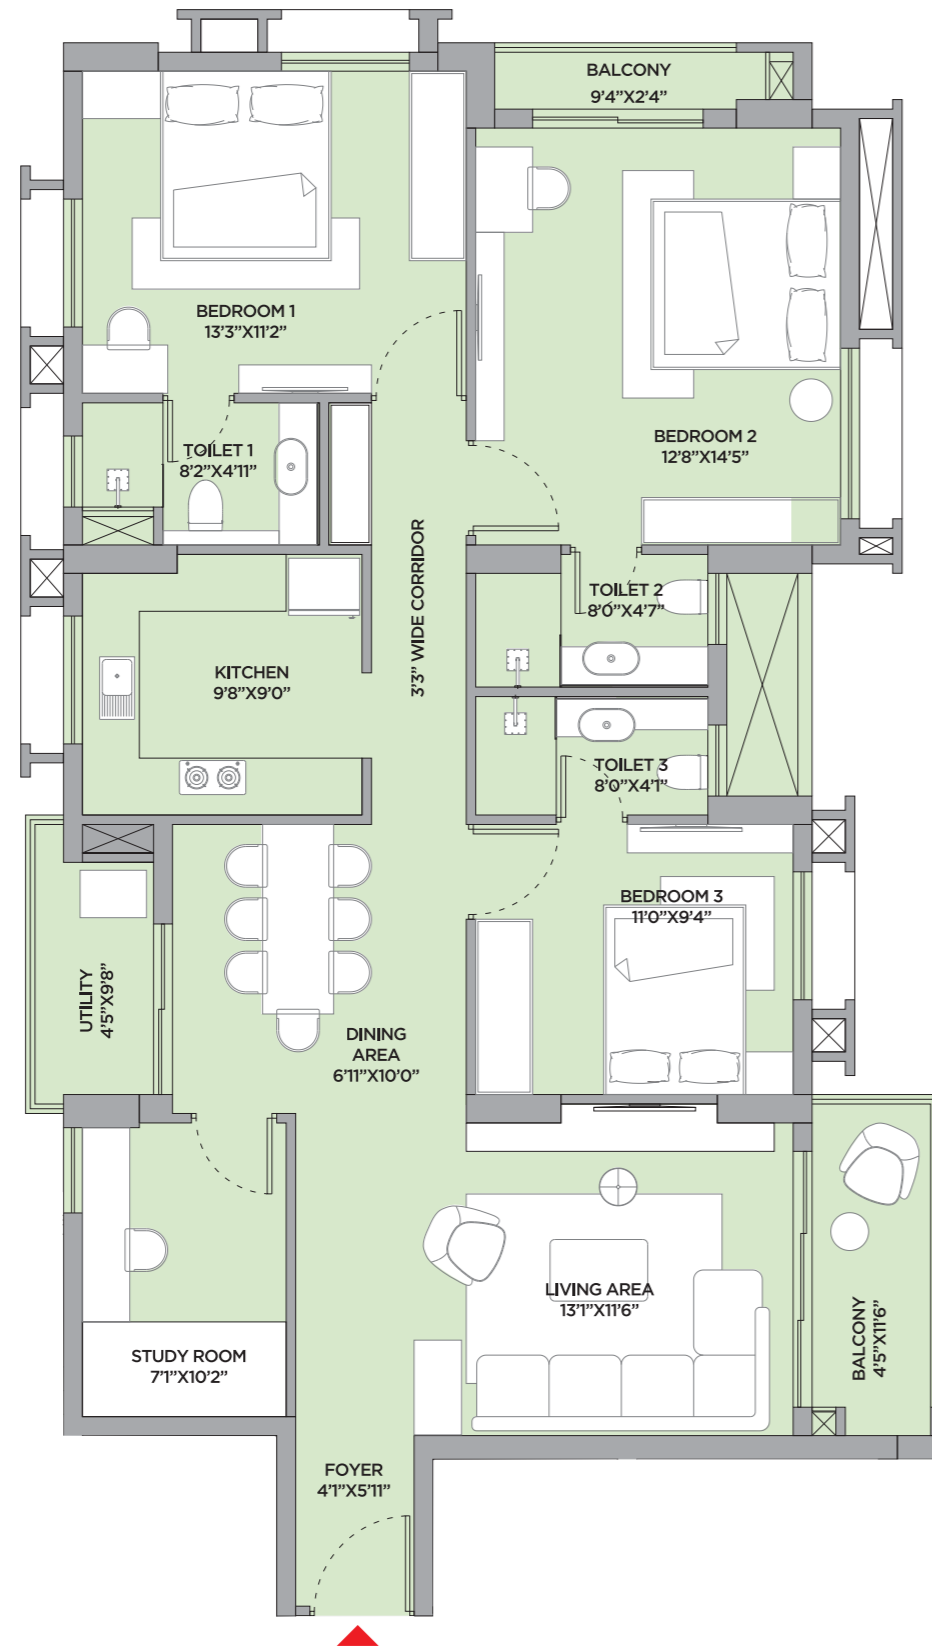 BALCONY
9'4”X2'4”
BEDROOM 1
13'3”X11'2”
BEDROOM 2
12'8”X14'5”
TOILET 1
8'2”X4'11”
3'3” WIDE CORRIDOR
TOILET 2
8'0”X4'7”
KITCHEN
9'8”X9'0”
TOILET 3
8'0”X4'1”
BEDROOM 3
11'0”X9'4”
UTILITY
4'5”X9'8”
DINING
AREA
6'11”X10'0”
LIVING AREA
13'1”X11'6”
BALCONY
4'5”X11'6”
STUDY ROOM
7'1”X10'2”
FOYER
4'1”X5'11”